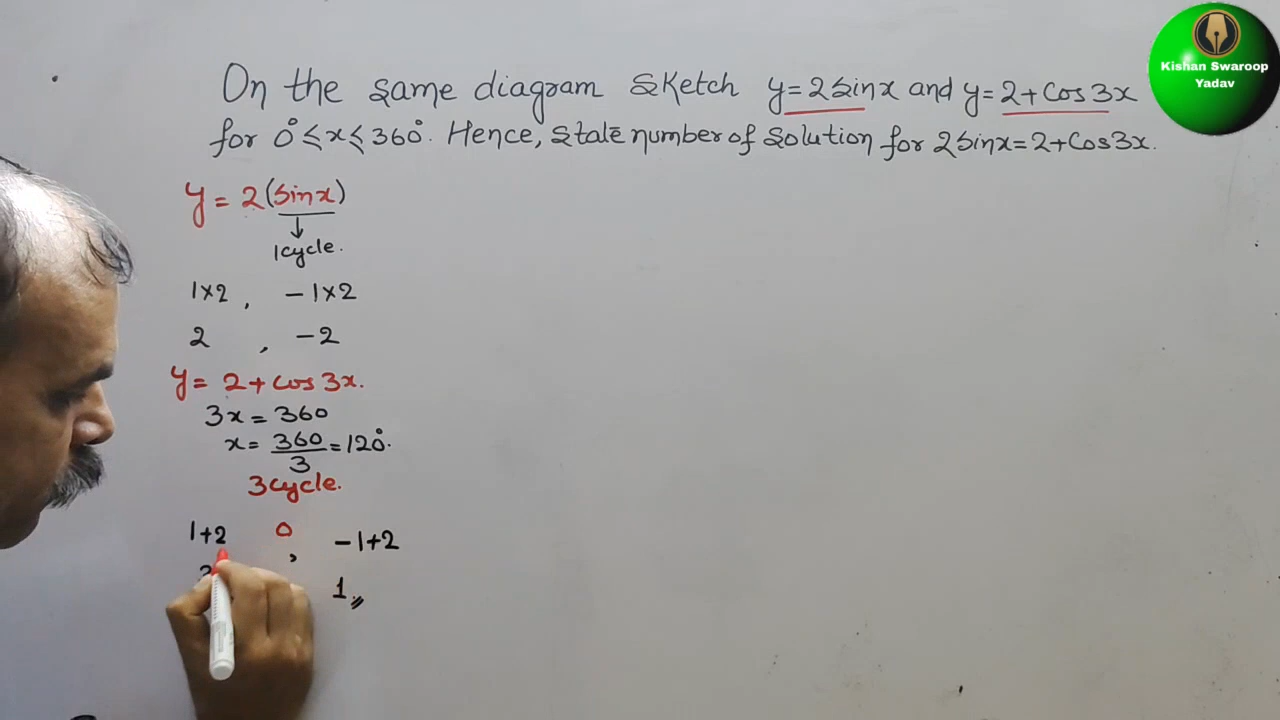 On the same diagram sketch y=2sinx and y=2+cos3x
for 0°≤x≤360°. Hence, state number of solution for 2sinx=2+cos3x.
Kishan Swaroop
Yadav
y=2(sinx)
↓
1cycle.
1×2, -1×2
2, -2
y=2+cos3x.
3x=360
x=360/3=120°.
3cycle.
1+2 0, -1+2
1